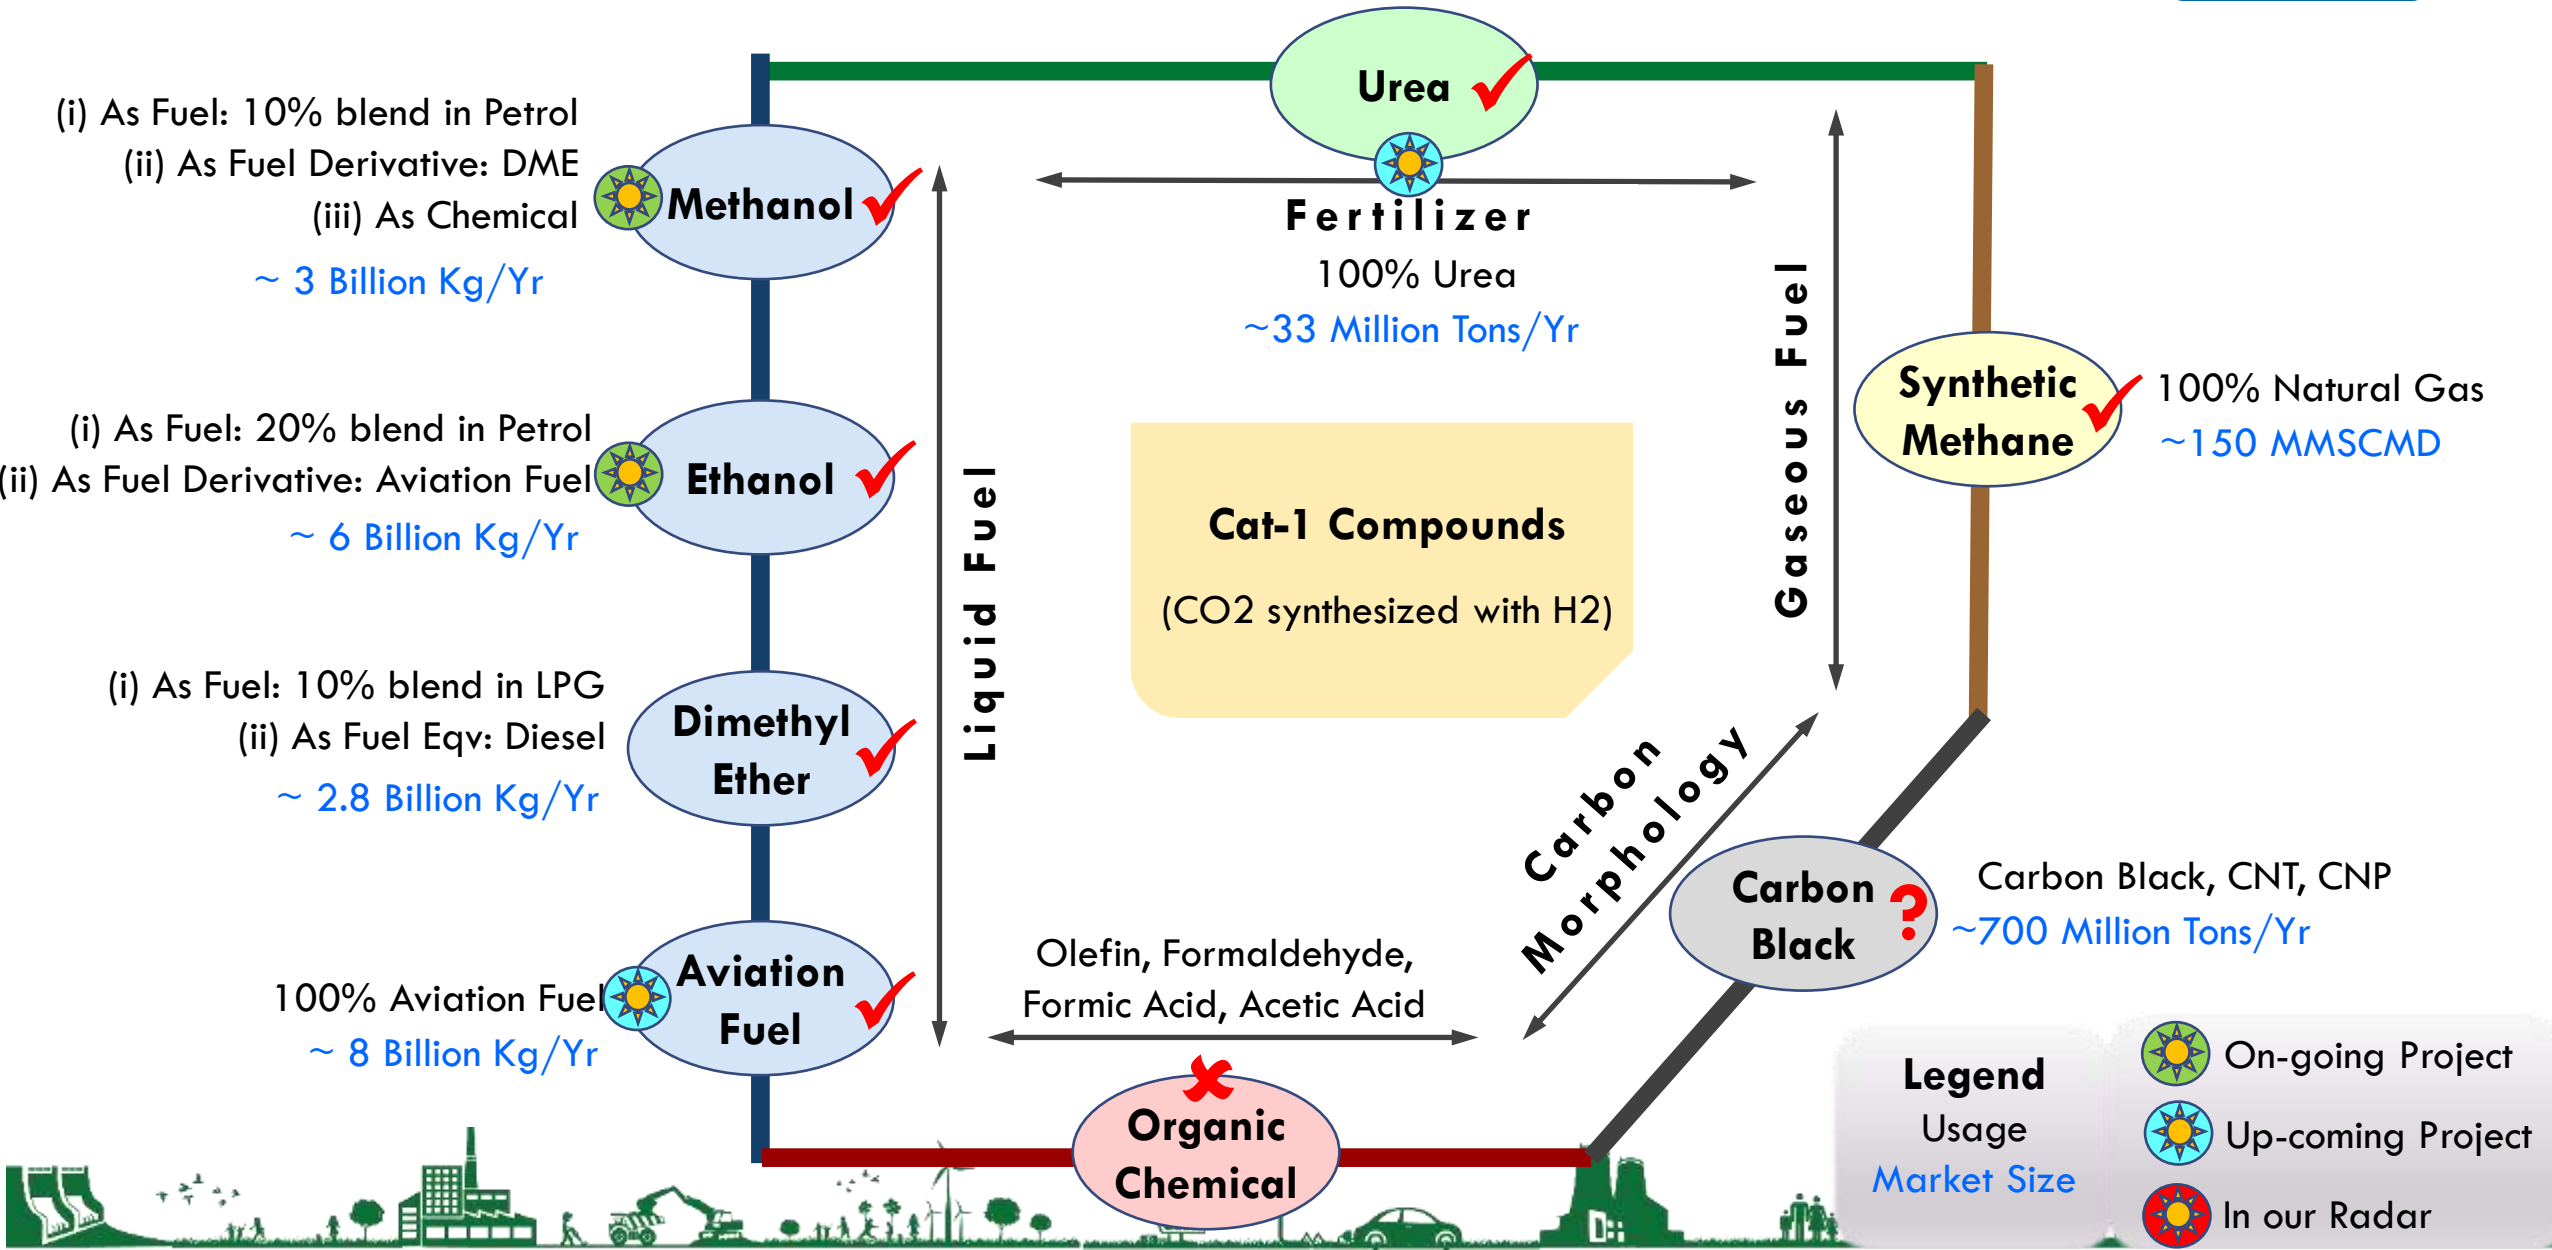 Urea
Fertilizer
100% Urea
~33 Million Tons/Yr
(i) As Fuel: 10% blend in Petrol
(ii) As Fuel Derivative: DME
(iii) As Chemical
~ 3 Billion Kg/Yr
Methanol
(i) As Fuel: 20% blend in Petrol
(ii) As Fuel Derivative: Aviation Fuel
~ 6 Billion Kg/Yr
Ethanol
(i) As Fuel: 10% blend in LPG
(ii) As Fuel Eqv: Diesel
~ 2.8 Billion Kg/Yr
Dimethyl
Ether
100% Aviation Fuel
~ 8 Billion Kg/Yr
Aviation
Fuel
Liquid Fuel
Cat-1 Compounds
(CO2 synthesized with H2)
Gaseous Fuel
Synthetic
Methane
100% Natural Gas
~150 MMSCMD
Carbon
Morphology
Carbon
Black
?
Carbon Black, CNT, CNP
~700 Million Tons/Yr
Olefin, Formaldehyde,
Formic Acid, Acetic Acid
Organic
Chemical
Legend
Usage
Market Size
On-going Project
Up-coming Project
In our Radar